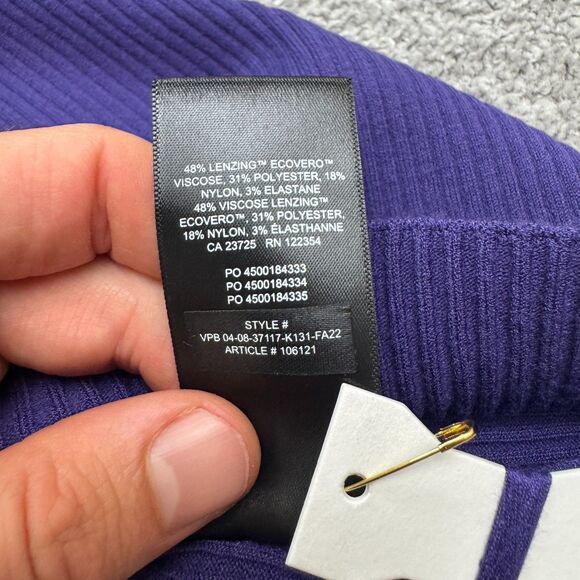 48% LENZING™ ECOVERO™
VISCOSE, 31% POLYESTER, 18%
NYLON, 3% ELASTANE
48% VISCOSE LENZING™
ECOVERO™, 31% POLYESTER,
18% NYLON, 3% ÉLASTHANNE
CA 23725 RN 122354
PO 4500184333
PO 4500184334
PO 4500184335
STYLE #
VPB 04-08-37117-K131-FA22
ARTICLE # 106121